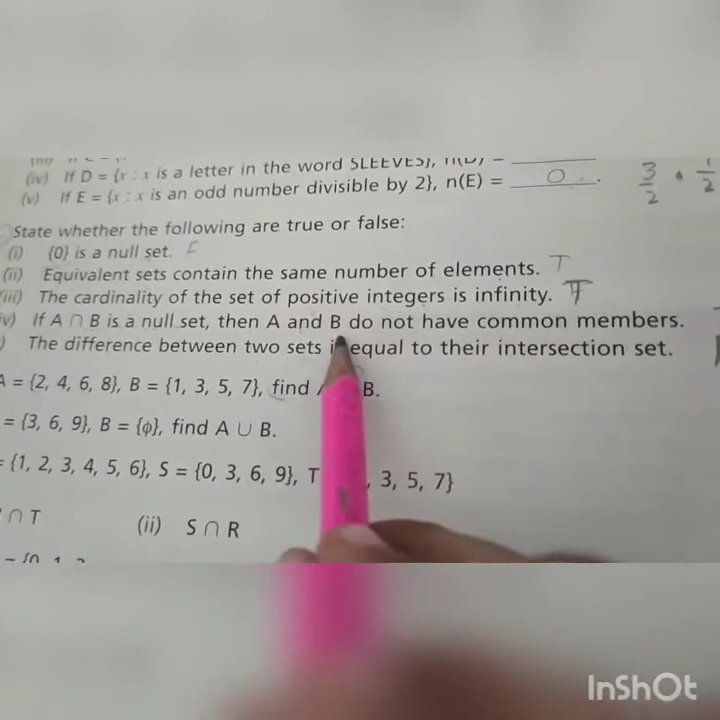 (iv) If D = {x : x is a letter in the word SLEEVES}, n(D) =
(v) If E = {x : x is an odd number divisible by 2}, n(E) = 0.
3/2 1/2
State whether the following are true or false:
(i) {0} is a null set. F
(ii) Equivalent sets contain the same number of elements. T
(iii) The cardinality of the set of positive integers is infinity. T
iv) If A ∩ B is a null set, then A and B do not have common members.
) The difference between two sets equal to their intersection set.
A = {2, 4, 6, 8}, B = {1, 3, 5, 7}, find B.
= {3, 6, 9}, B = {φ}, find A ∪ B.
= {1, 2, 3, 4, 5, 6}, S = {0, 3, 6, 9}, T , 3, 5, 7}
∩ T (ii) S ∩ R
InShOt